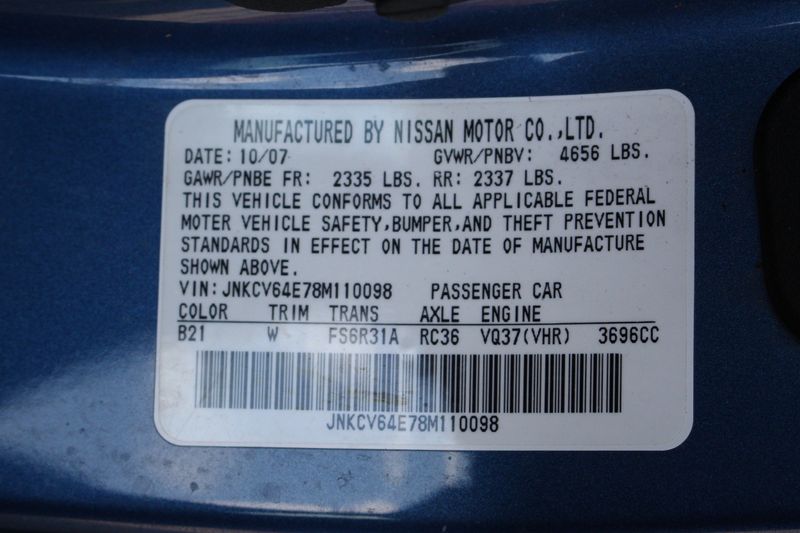 MANUFACTURED BY NISSAN MOTOR CO.,LTD.
DATE: 10/07 GVWR/PNBV: 4656 LBS.
GAWR/PNBE FR: 2335 LBS. RR: 2337 LBS.
THIS VEHICLE CONFORMS TO ALL APPLICABLE FEDERAL
MOTER VEHICLE SAFETY,BUMPER,AND THEFT PREVENTION
STANDARDS IN EFFECT ON THE DATE OF MANUFACTURE
SHOWN ABOVE.
VIN: JNKCV64E78M110098 PASSENGER CAR
COLOR TRIM TRANS AXLE ENGINE
B21 W FS6R31A RC36 VQ37(VHR) 3696CC
JNKCV64E78M110098